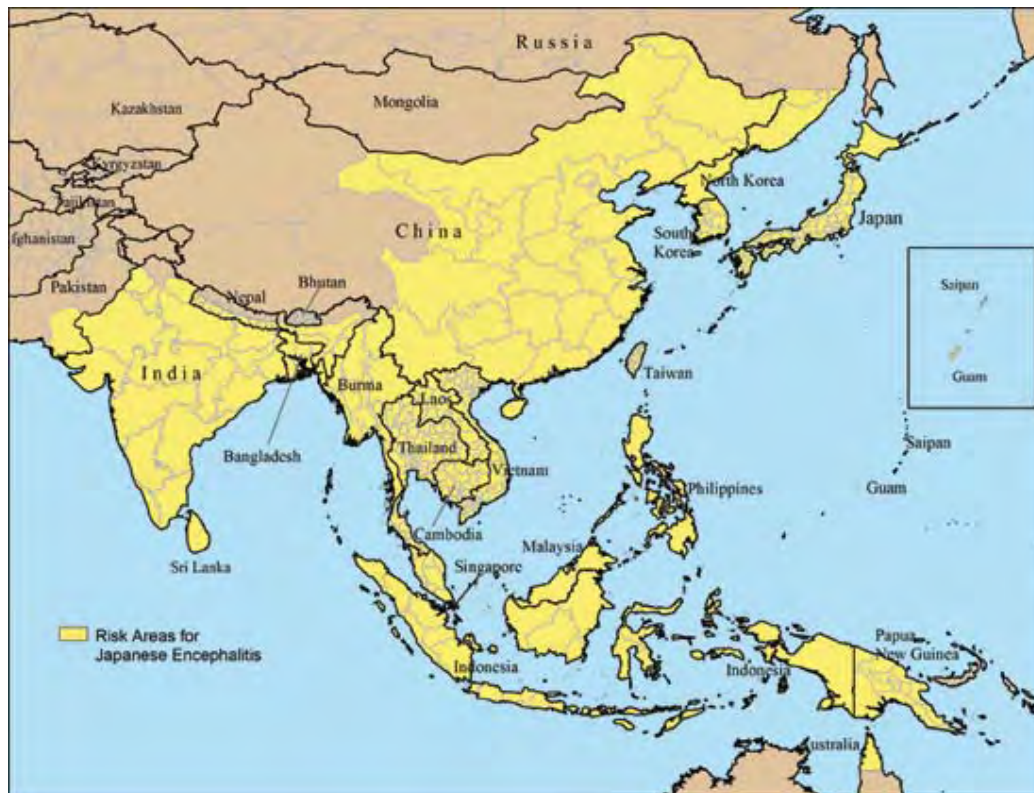 Russia
Kazakhstan
Mongolia
Kyrgyzstan
Tajikistan
North Korea
Japan
China
South
Korea
Afghanistan
Pakistan
Nepal
Bhutan
Saipan
India
Burma
Taiwan
Guam
Laos
Thailand
Bangladesh
Vietnam
Saipan
Philippines
Guam
Cambodia
Malaysia
Sri Lanka
Singapore
Risk Areas for
Japanese Encephalitis
Papua
New Guinea
Indonesia
Indonesia
Australia